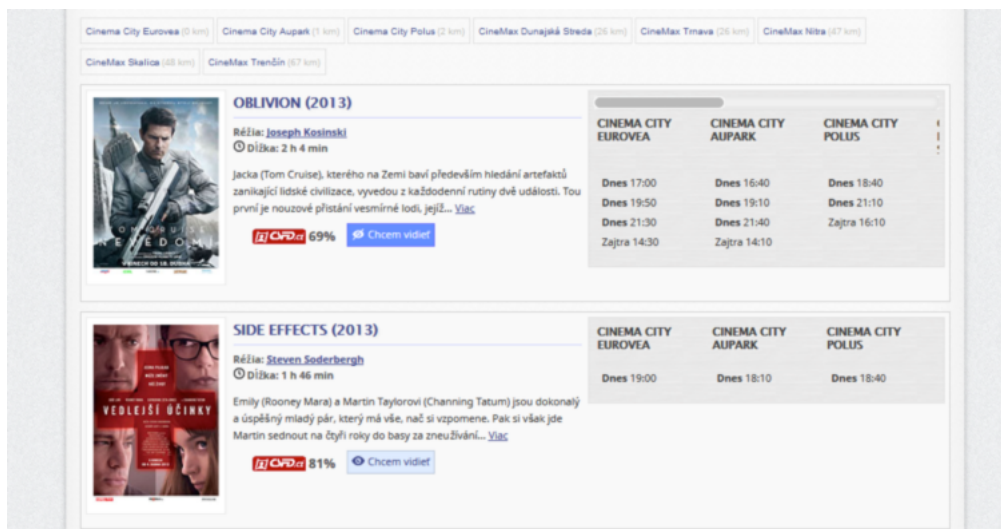 Cinema City Eurovea (0 km) Cinema City Aupark (1 km) Cinema City Polus (2 km) CineMax Dunajská Streda (26 km) CineMax Trnava (26 km) CineMax Nitra (47 km)
CineMax Skalica (48 km) CineMax Trenčín (67 km)
TOM CRUISE
NEVĚDOMÍ
OBLIVION (2013)
Réžia: Joseph Kosinski
Dĺžka: 2 h 4 min
Jacka (Tom Cruise), kterého na Zemi baví především hledání artefaktů
zanikající lidské civilizace, vyvedou z každodenní rutiny dvě události. Tou
první je nouzové přistání vesmírné lodi, jejíž... Viac
ČSFD.cz 69% Chcem vidieť
CINEMA CITY EUROVEA
Dnes 17:00
Dnes 19:50
Dnes 21:30
Zajtra 14:30
CINEMA CITY AUPARK
Dnes 16:40
Dnes 19:10
Dnes 21:40
Zajtra 14:10
CINEMA CITY POLUS
Dnes 18:40
Dnes 21:10
Zajtra 16:10
VEDLEJŠÍ ÚČINKY
SIDE EFFECTS (2013)
Réžia: Steven Soderbergh
Dĺžka: 1 h 46 min
Emily (Rooney Mara) a Martin Taylorovi (Channing Tatum) jsou dokonalý
a úspěšný mladý pár, který má vše, nač si vzpomene. Pak si však jde
Martin sednout na čtyři roky do basy za zneužívání... Viac
ČSFD.cz 81% Chcem vidieť
CINEMA CITY EUROVEA
Dnes 19:00
CINEMA CITY AUPARK
Dnes 18:10
CINEMA CITY POLUS
Dnes 18:40